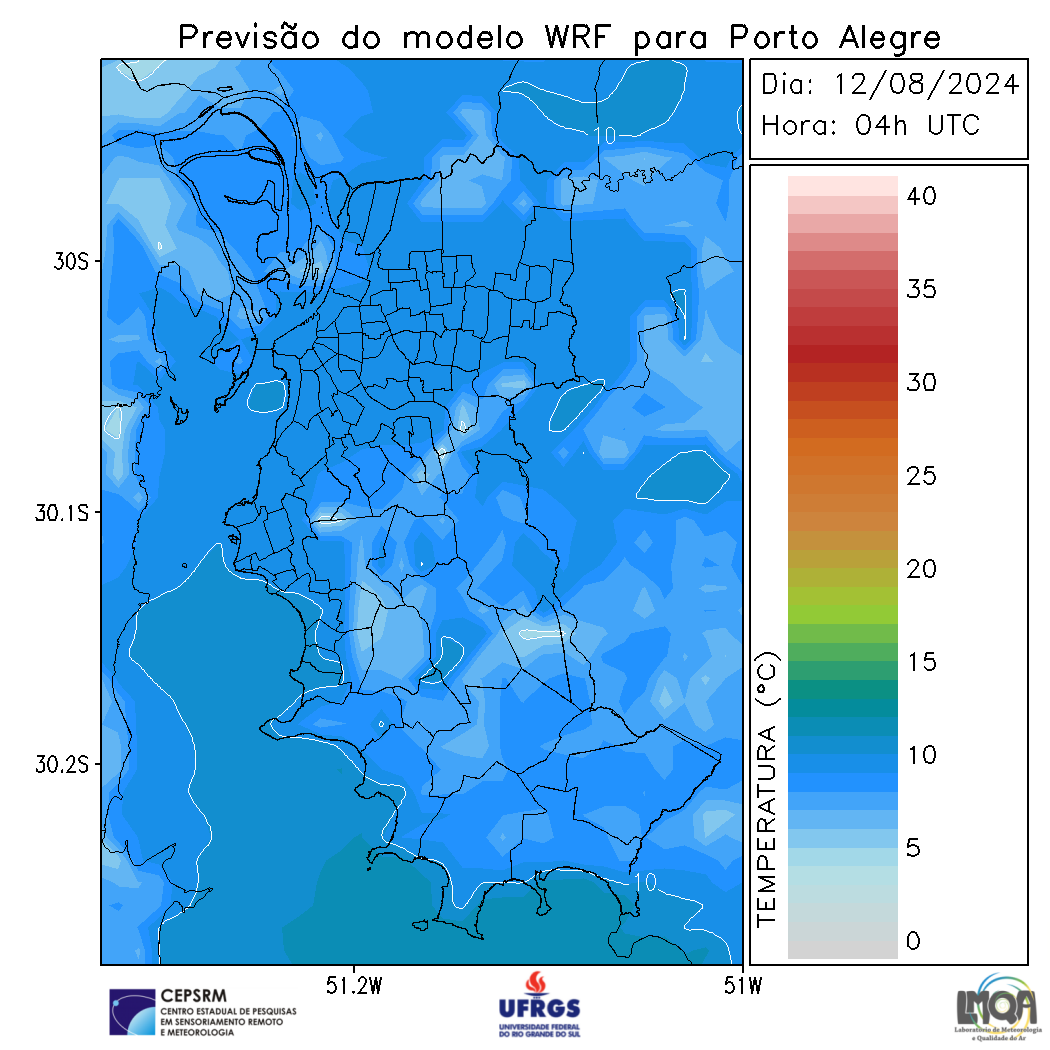 Previsão do modelo WRF para Porto Alegre
Dia: 12/08/2024
Hora: 04h UTC
10
30S
30.1S
30.2S
10
51.2W
51W
TEMPERATURA (°C)
40
35
30
25
20
15
10
5
0
CEPSRM
CENTRO ESTADUAL DE PESQUISAS
EM SENSORIAMENTO REMOTO
E METEOROLOGIA
UFRGS
UNIVERSIDADE FEDERAL
DO RIO GRANDE DO SUL
LMQA
Laboratório de Meteorologia
e Qualidade do Ar